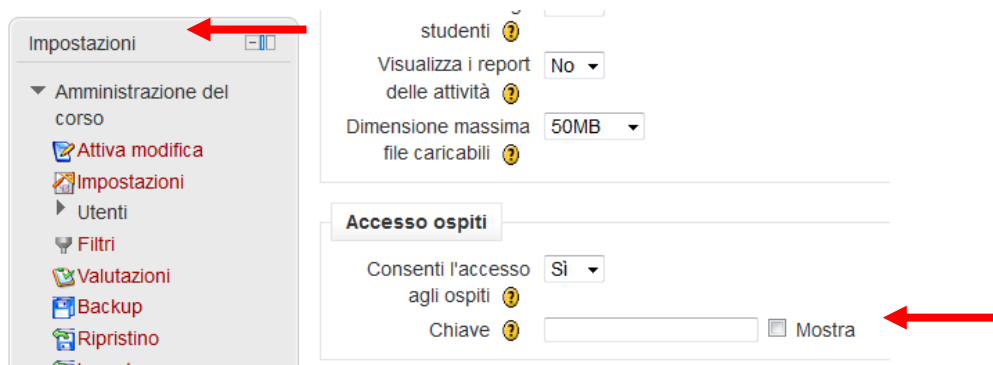 Impostazioni
Amministrazione del
corso
Attiva modifica
Impostazioni
Utenti
Filtri
Valutazioni
Backup
Ripristino
studenti
Visualizza i report No
delle attività
Dimensione massima 50MB
file caricabili
Accesso ospiti
Consenti l'accesso Sì
agli ospiti
Chiave Mostra